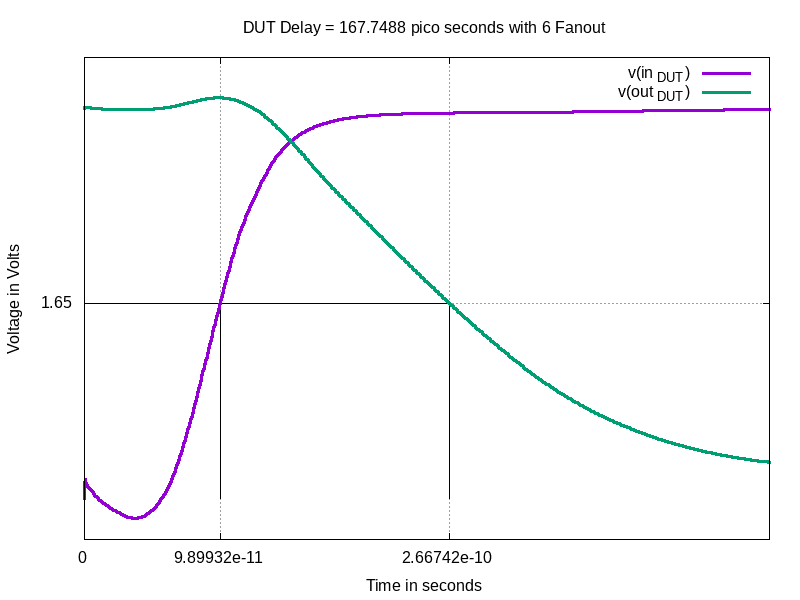 DUT Delay = 167.7488 pico seconds with 6 Fanout
v(in DUT)
v(out DUT)
Voltage in Volts
1.65
0
9.89932e-11
2.66742e-10
Time in seconds